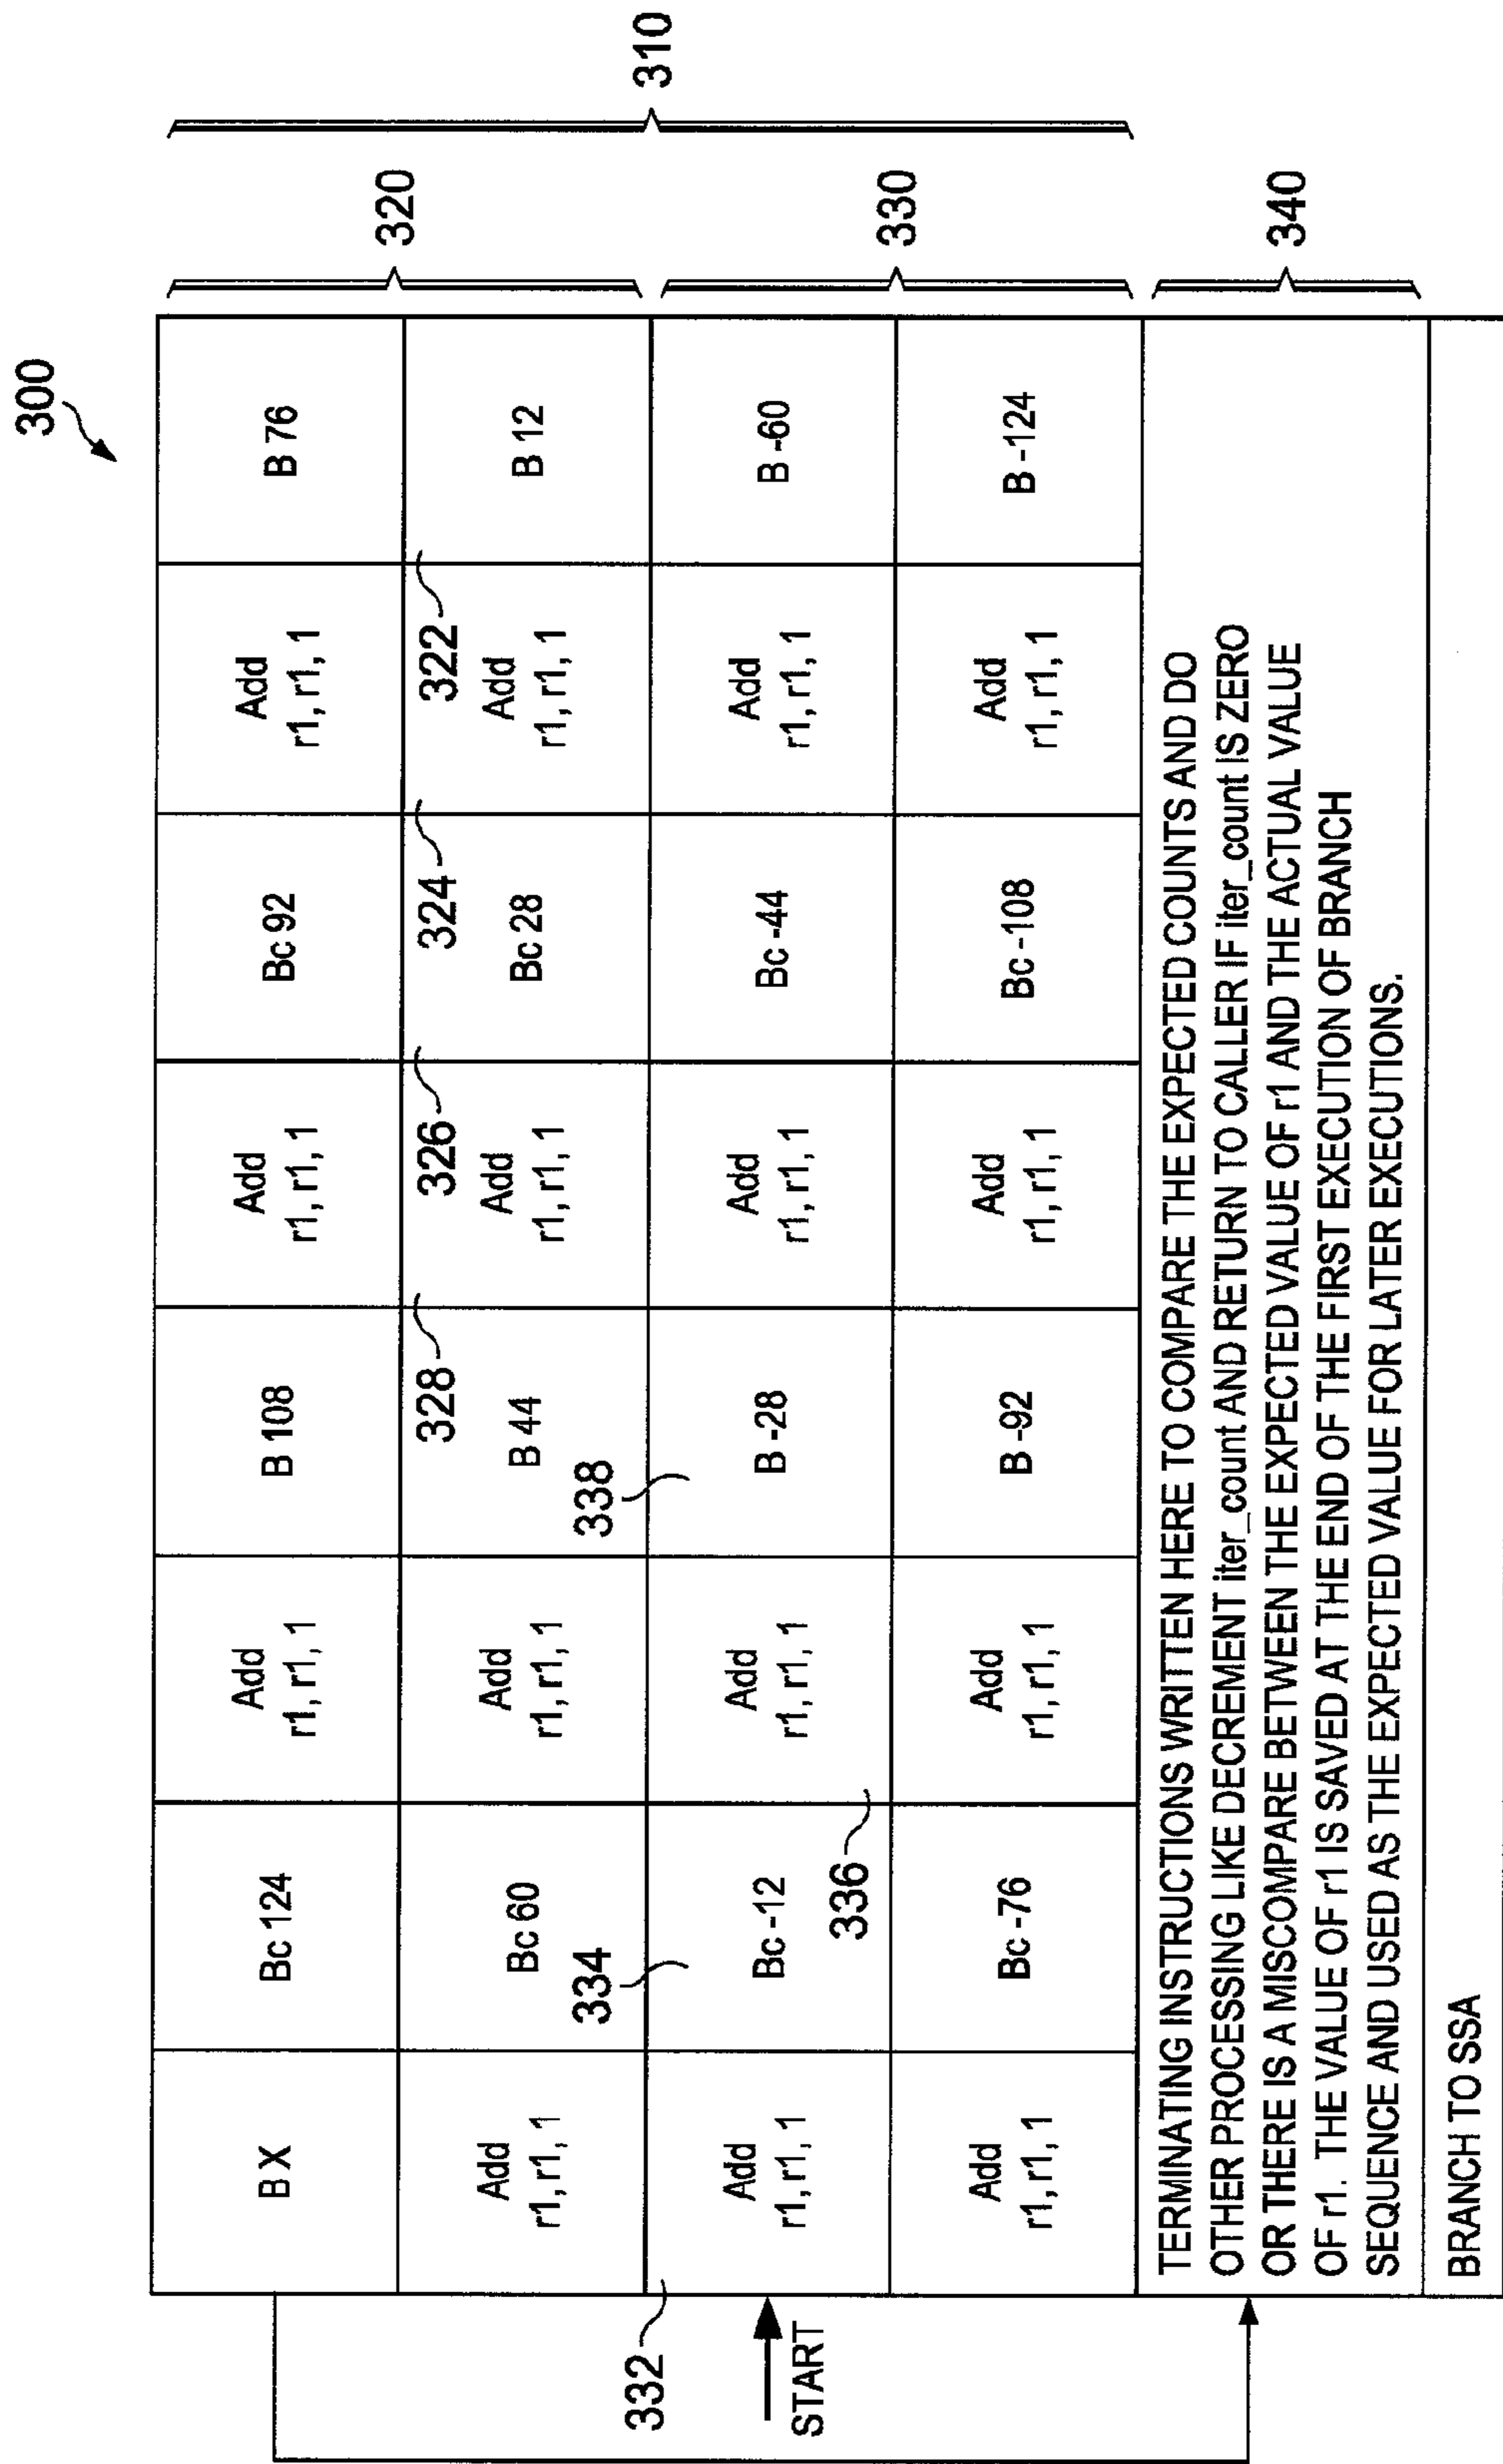 300
B X
Bc 124
Add
r1, r1, 1
B 108
Add
r1, r1, 1
Bc 92
Add
r1, r1, 1
B 76
Add
r1, r1, 1
Bc 60
Add
r1, r1, 1
B 44
Add
r1, r1, 1
Bc 28
Add
r1, r1, 1
B 12
328
326
324
322
320
310
START
332
Add
r1, r1, 1
334
Bc -12
336
Add
r1, r1, 1
338
B -28
Add
r1, r1, 1
Bc -44
Add
r1, r1, 1
B -60
Add
r1, r1, 1
Bc -76
Add
r1, r1, 1
B -92
Add
r1, r1, 1
Bc -108
Add
r1, r1, 1
B -124
330
TERMINATING INSTRUCTIONS WRITTEN HERE TO COMPARE THE EXPECTED COUNTS AND DO
OTHER PROCESSING LIKE DECREMENT iter_count AND RETURN TO CALLER IF iter_count IS ZERO
OR THERE IS A MISCOMPARE BETWEEN THE EXPECTED VALUE OF r1 AND THE ACTUAL VALUE
OF r1. THE VALUE OF r1 IS SAVED AT THE END OF THE FIRST EXECUTION OF BRANCH
SEQUENCE AND USED AS THE EXPECTED VALUE FOR LATER EXECUTIONS.
340
BRANCH TO SSA